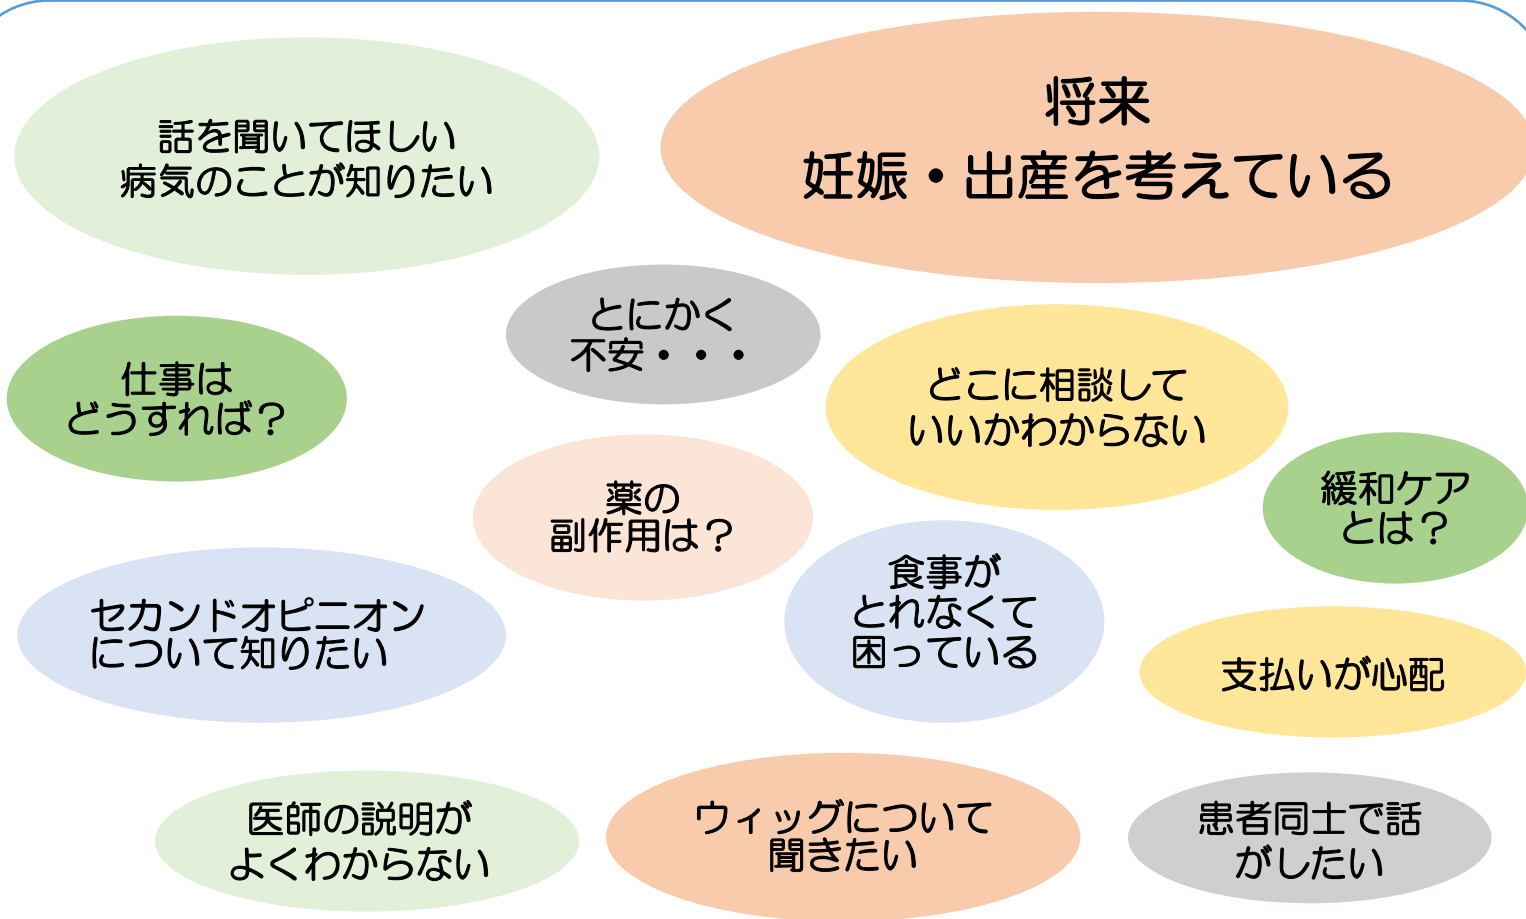 話を聞いてほしい
病気のことが知りたい
将来
妊娠・出産を考えている
とにかく
不安・・・
仕事は
どうすれば？
どこに相談して
いいかわからない
薬の
副作用は？
緩和ケア
とは？
食事が
とれなくて
困っている
セカンドオピニオン
について知りたい
支払いが心配
医師の説明が
よくわからない
ウィッグについて
聞きたい
患者同士で話
がしたい